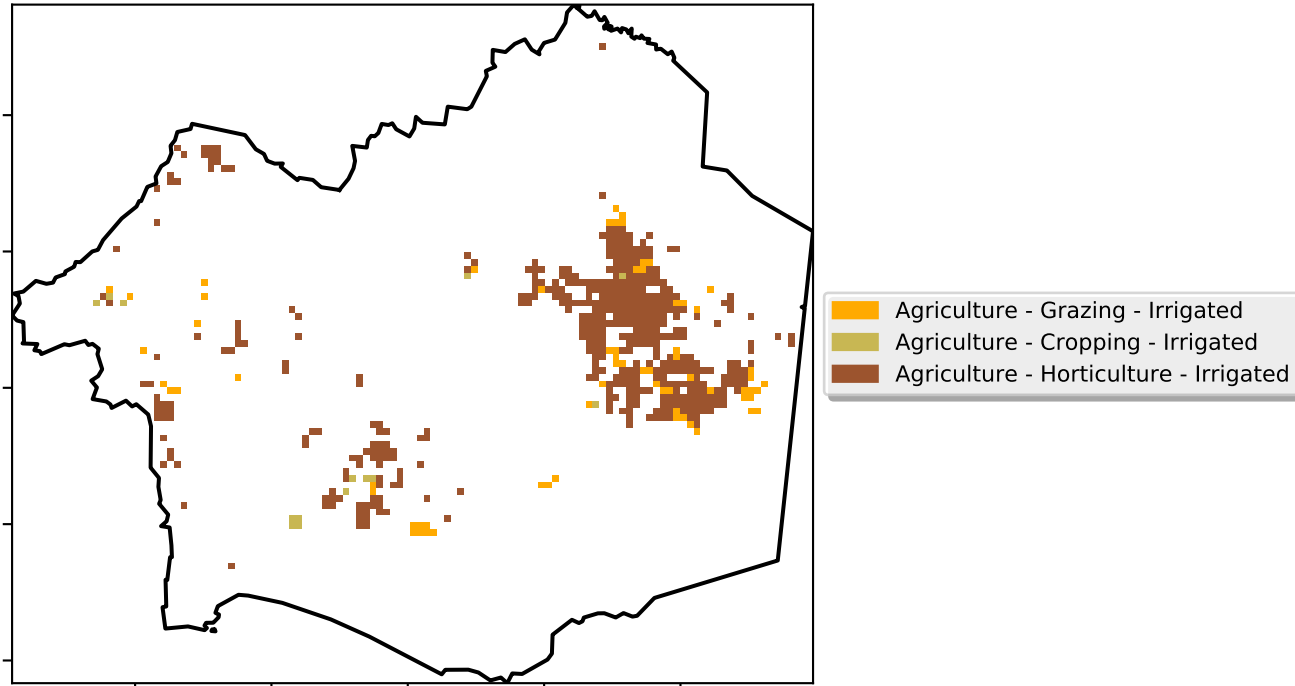 Agriculture - Grazing - Irrigated
Agriculture - Cropping - Irrigated
Agriculture - Horticulture - Irrigated